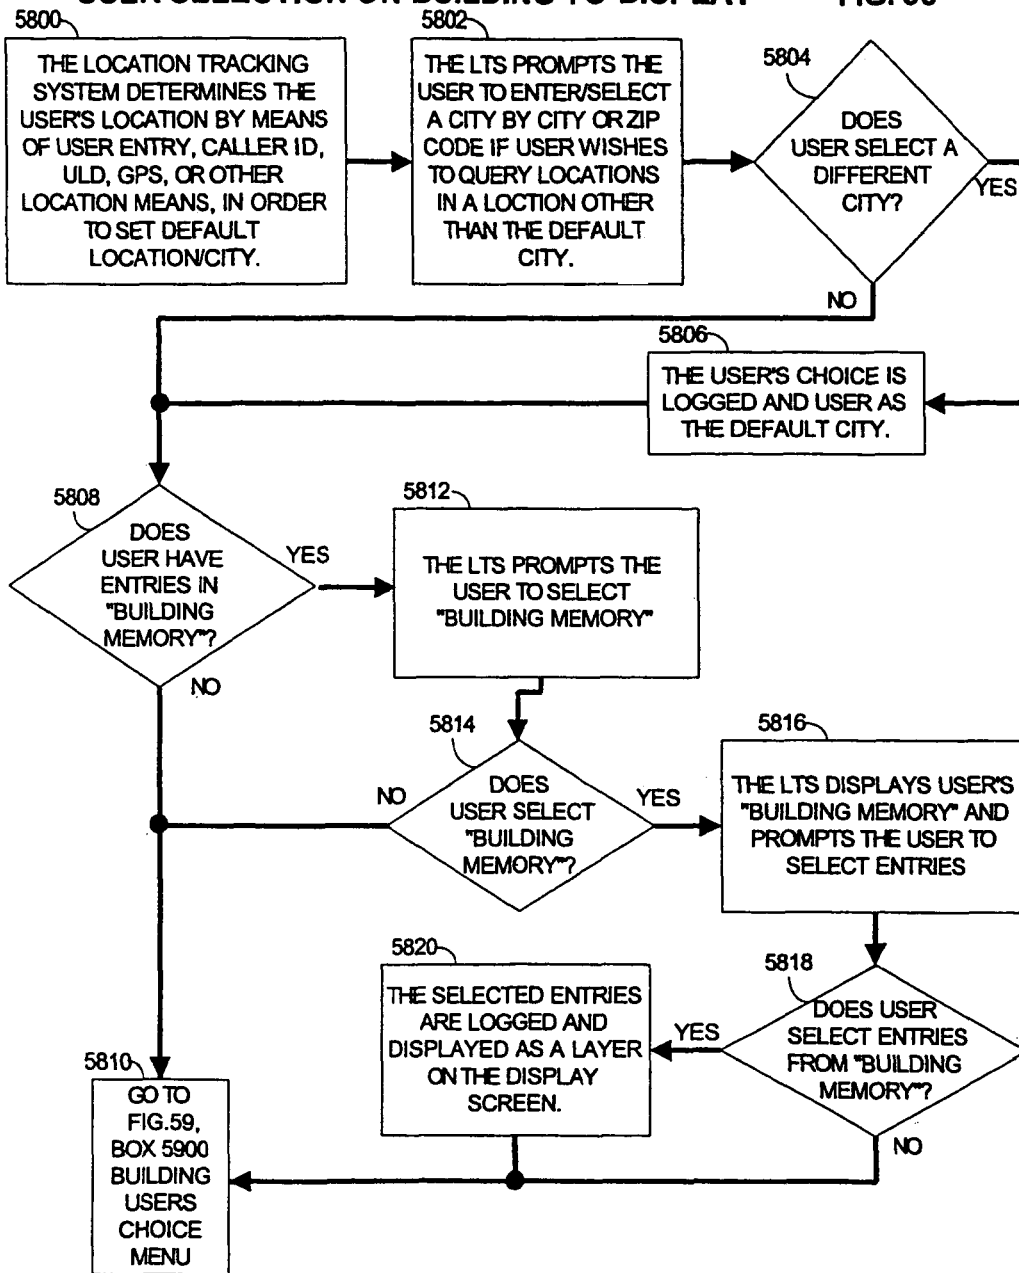 USER SELECTION ON BUILDING TO DISPLAY
5800
THE LOCATION TRACKING
SYSTEM DETERMINES THE
USER'S LOCATION BY MEANS
OF USER ENTRY, CALLER ID,
ULD, GPS, OR OTHER
LOCATION MEANS, IN ORDER
TO SET DEFAULT
LOCATION/CITY.
5802
THE LTS PROMPTS THE
USER TO ENTER/SELECT
A CITY BY CITY OR ZIP
CODE IF USER WISHES
TO QUERY LOCATIONS
IN A LOCTION OTHER
THAN THE DEFAULT
CITY.
5804
DOES
USER SELECT A
DIFFERENT
CITY?
YES
NO
5806
THE USER'S CHOICE IS
LOGGED AND USER AS
THE DEFAULT CITY.
5808
DOES
USER HAVE
ENTRIES IN
"BUILDING
MEMORY"?
YES
NO
5812
THE LTS PROMPTS THE
USER TO SELECT
"BUILDING MEMORY"
5814
DOES
USER SELECT
"BUILDING
MEMORY"?
NO
YES
5816
THE LTS DISPLAYS USER'S
"BUILDING MEMORY" AND
PROMPTS THE USER TO
SELECT ENTRIES
5818
DOES USER
SELECT ENTRIES
FROM "BUILDING
MEMORY"?
YES
NO
5820
THE SELECTED ENTRIES
ARE LOGGED AND
DISPLAYED AS A LAYER
ON THE DISPLAY
SCREEN.
5810
GO TO
FIG.59,
BOX 5900
BUILDING
USERS
CHOICE
MENU